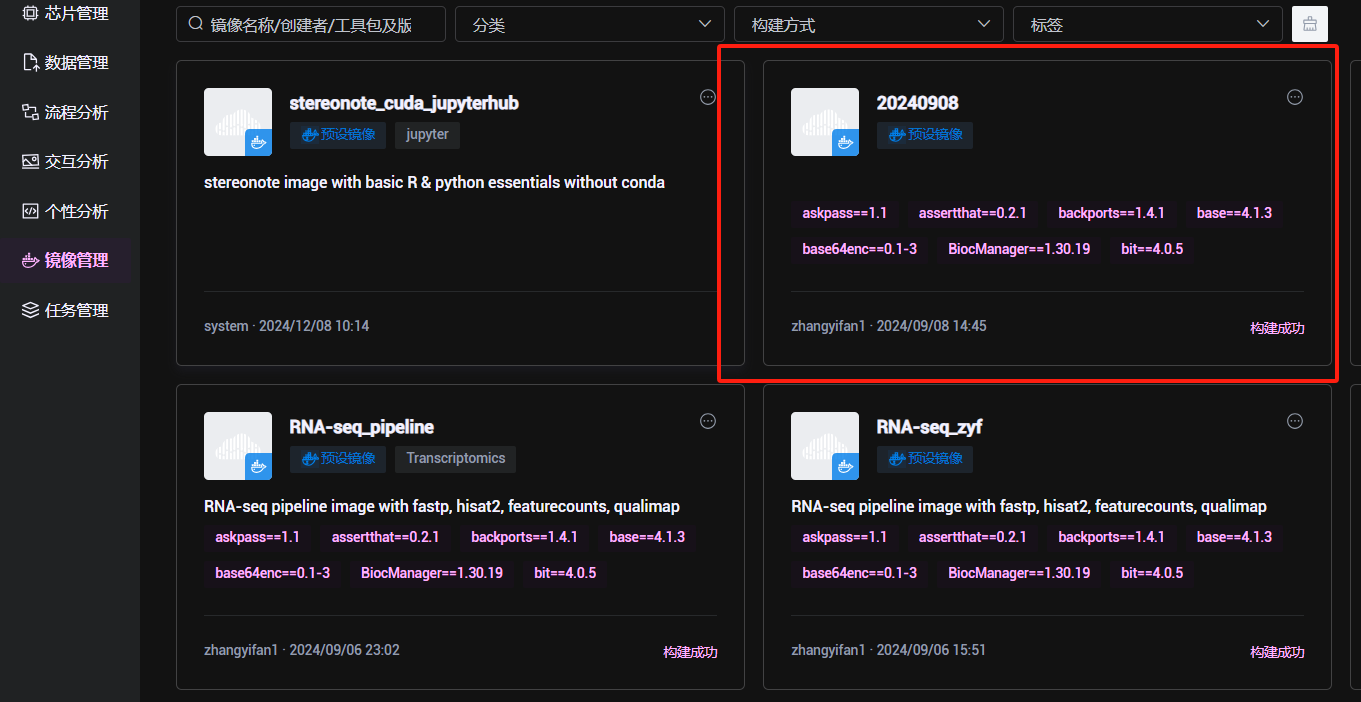 芯片管理
数据管理
流程分析
交互分析
个性分析
镜像管理
任务管理
镜像名称/创建者/工具包及版
分类
构建方式
标签
stereonote_cuda_jupyterhub
预设镜像 jupyter
stereonote image with basic R & python essentials without conda
system · 2024/12/08 10:14
20240908
预设镜像
askpass==1.1 assertthat==0.2.1 backports==1.4.1 base==4.1.3
base64enc==0.1-3 BiocManager==1.30.19 bit==4.0.5
zhangyifan1 · 2024/09/08 14:45 构建成功
RNA-seq_pipeline
预设镜像 Transcriptomics
RNA-seq pipeline image with fastp, hisat2, featurecounts, qualimap
askpass==1.1 assertthat==0.2.1 backports==1.4.1 base==4.1.3
base64enc==0.1-3 BiocManager==1.30.19 bit==4.0.5
zhangyifan1 · 2024/09/06 23:02 构建成功
RNA-seq_zyf
预设镜像
RNA-seq pipeline image with fastp, hisat2, featurecounts, qualimap
askpass==1.1 assertthat==0.2.1 backports==1.4.1 base==4.1.3
base64enc==0.1-3 BiocManager==1.30.19 bit==4.0.5
zhangyifan1 · 2024/09/06 15:51 构建成功